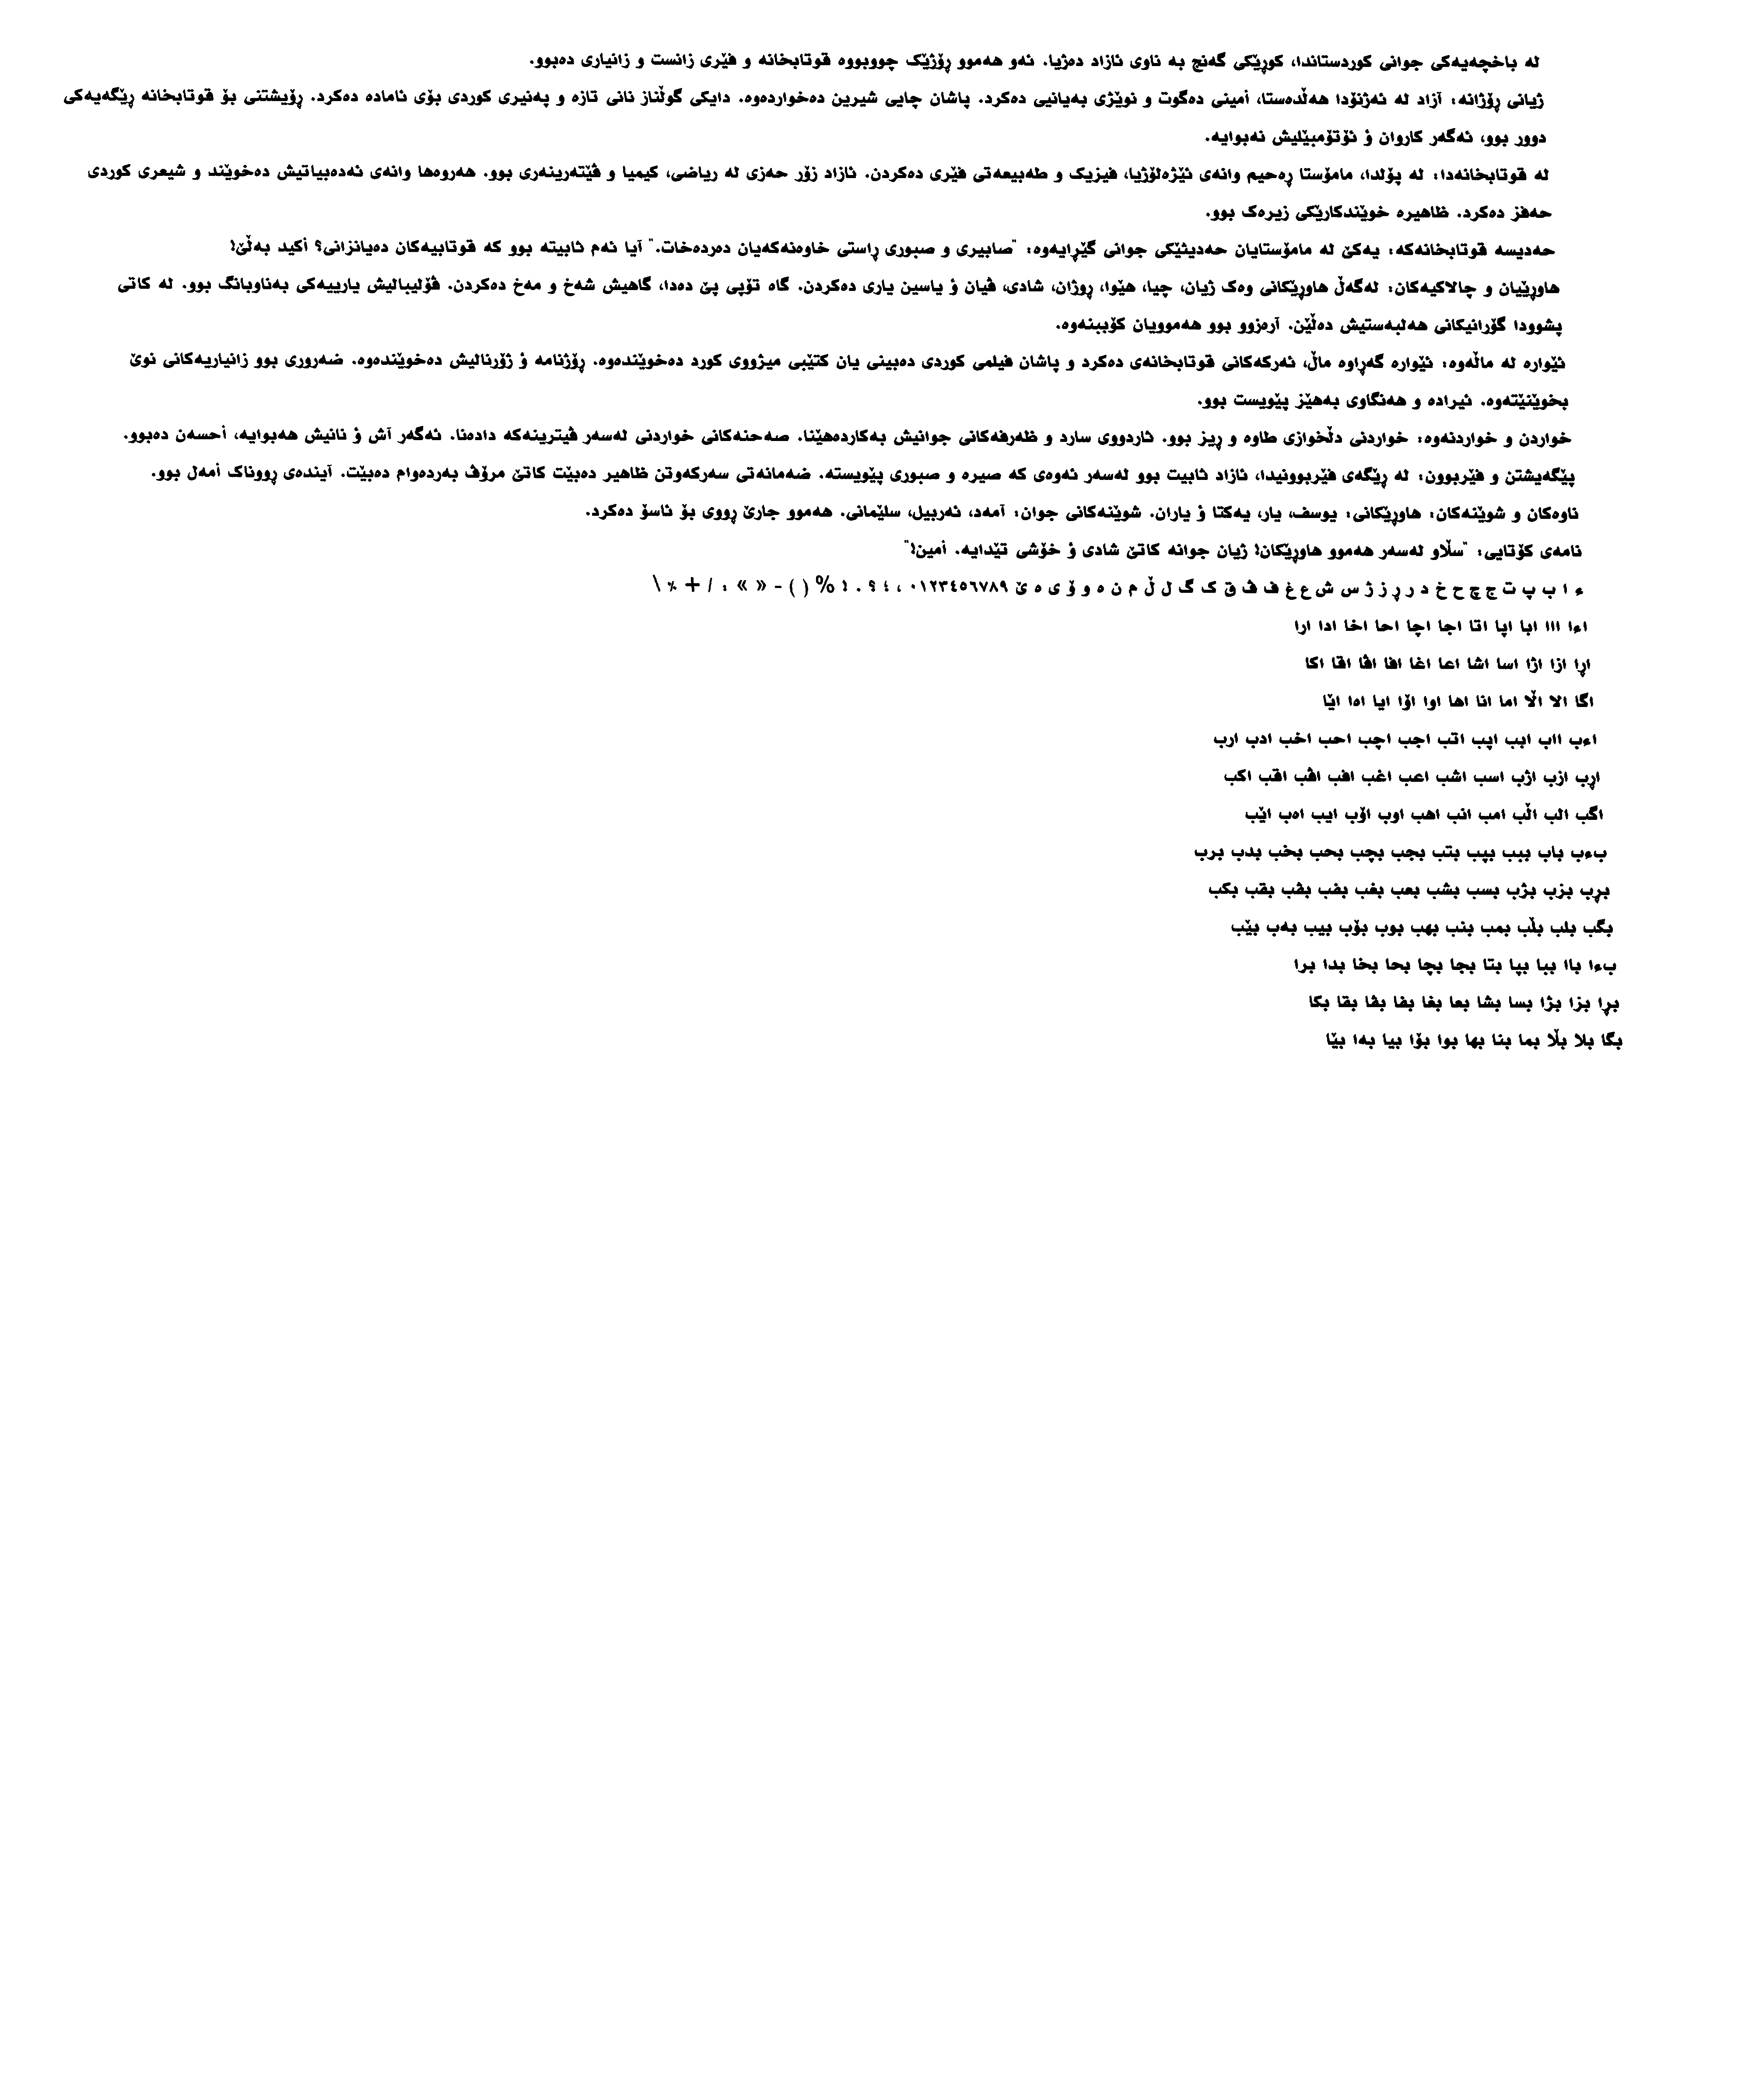 لە باخچەیەکی جوانی کوردستاندا، کوڕێکی گەنج بە ناوی ئازاد دەژیا. ئەو هەموو ڕۆژێک چووبووە قوتابخانە و فێری زانست و زانیاری دەبوو.
ژیانی ڕۆژانە: آزاد لە ئەژنۆدا هەڵدەستا، أمینی دەگوت و نوێژی بەیانیی دەکرد. پاشان چایی شیرین دەخواردەوە. دایکی گوڵناز نانی تازە و پەنیری کوردی بۆی ئامادە دەکرد. ڕۆیشتنی بۆ قوتابخانە ڕێگەیەکی
دوور بوو، ئەگەر کاروان ؤ ئۆتۆمبێلیش نەبوایە.
لە قوتابخانەدا: لە پۆلدا، مامۆستا ڕەحیم وانەی ئێژەلۆژیا، فیزیک و طەبیعەتی فێری دەکردن. ئازاد زۆر حەزی لە ریاضی، کیمیا و ڤێتەرینەری بوو. هەروەها وانەی ئەدەبیاتیش دەخوێند و شیعری کوردی
حەفز دەکرد. ظاهیرە خوێندکارێکی زیرەک بوو.
حەدیسە قوتابخانەکە: یەکێ لە مامۆستایان حەدیثێکی جوانی گێڕایەوە: "صابیری و صبوری ڕاستی خاوەنەکەیان دەردەخات." آیا ئەم ثابیتە بوو کە قوتابیەکان دەیانزانی؟ أکید بەڵێ!
هاوڕێیان و چالاکیەکان: لەگەڵ هاوڕێکانی وەک ژیان، چیا، هێوا، ڕوژان، شادی، ڤیان ؤ یاسین یاری دەکردن. گاه تۆپی پێ دەدا، گاهیش شەخ و مەخ دەکردن. ڤۆلیبالیش یارییەکی بەناوبانگ بوو. لە کاتی
پشوودا گۆرانیکانی هەلبەستیش دەڵێن. آرەزوو بوو هەموویان کۆببنەوە.
ئێوارە لە ماڵەوە: ئێوارە گەڕاوە ماڵ، ئەرکەکانی قوتابخانەی دەکرد و پاشان فیلمی کوردی دەبینی یان کتێبی میژووی کورد دەخوێندەوە. ڕۆژنامە ؤ ژۆرنالیش دەخوێندەوە. ضەروری بوو زانیاریەکانی نوێ
بخوێنێتەوە. ئیرادە و هەنگاوی بەهێز پێویست بوو.
خواردن و خواردنەوە: خواردنی دڵخوازی طاوە و ڕیز بوو. ئاردووی سارد و ظەرفەکانی جوانیش بەکاردەهێنا. صەحنەکانی خواردنی لەسەر ڤیترینەکە دادەنا. ئەگەر آش ؤ نانیش هەبوایە، أحسەن دەبوو.
پێگەیشتن و فێربوون: لە ڕێگەی فێربوونیدا، ئازاد ثابیت بوو لەسەر ئەوەی کە صیرە و صبوری پێویستە. ضەمانەتی سەرکەوتن ظاهیر دەبێت کاتێ مرۆڤ بەردەوام دەبێت. آیندەی ڕووناک أمەل بوو.
ناوەکان و شوێنەکان: هاوڕێکانی: یوسف، یار، یەکتا ؤ یاران. شوێنەکانی جوان: آمەد، ئەربیل، سلێمانی. هەموو جارێ ڕووی بۆ ئاسۆ دەکرد.
نامەی کۆتایی: "سڵاو لەسەر هەموو هاوڕێکان! ژیان جوانە کاتێ شادی ؤ خۆشی تێدایە. أمین!"
ء ا ب پ ت ج چ ح خ د ر ڕ ز ژ س ش ع غ ف ڤ ق ک گ ل ڵ م ن ه و ۆ ی ە ێ ٠١٢٣٤٥٦٧٨٩ ، ؛ ؟ . ! % ( ) - « » : / + × \
اءا ااا ابا اپا اتا اجا اچا احا اخا ادا ارا
اڕا ازا اژا اسا اشا اعا اغا افا اڤا اقا اکا
اگا الا اڵا اما انا اها اوا اۆا ایا اەا اێا
اءب ااب ابب اپب اتب اجب اچب احب اخب ادب ارب
اڕب ازب اژب اسب اشب اعب اغب افب اڤب اقب اکب
اگب الب اڵب امب انب اهب اوب اۆب ایب اەب اێب
بءب باب ببب بپب بتب بجب بچب بحب بخب بدب برب
بڕب بزب بژب بسب بشب بعب بغب بفب بڤب بقب بکب
بگب بلب بڵب بمب بنب بهب بوب بۆب بیب بەب بێب
بءا باا ببا بپا بتا بجا بچا بحا بخا بدا برا
بڕا بزا بژا بسا بشا بعا بغا بفا بڤا بقا بکا
بگا بلا بڵا بما بنا بها بوا بۆا بیا بەا بێا